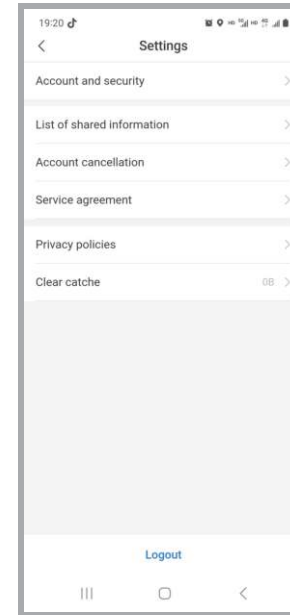 19:20
Settings
Account and security
List of shared information
Account cancellation
Service agreement
Privacy policies
Clear catche 0B
Logout